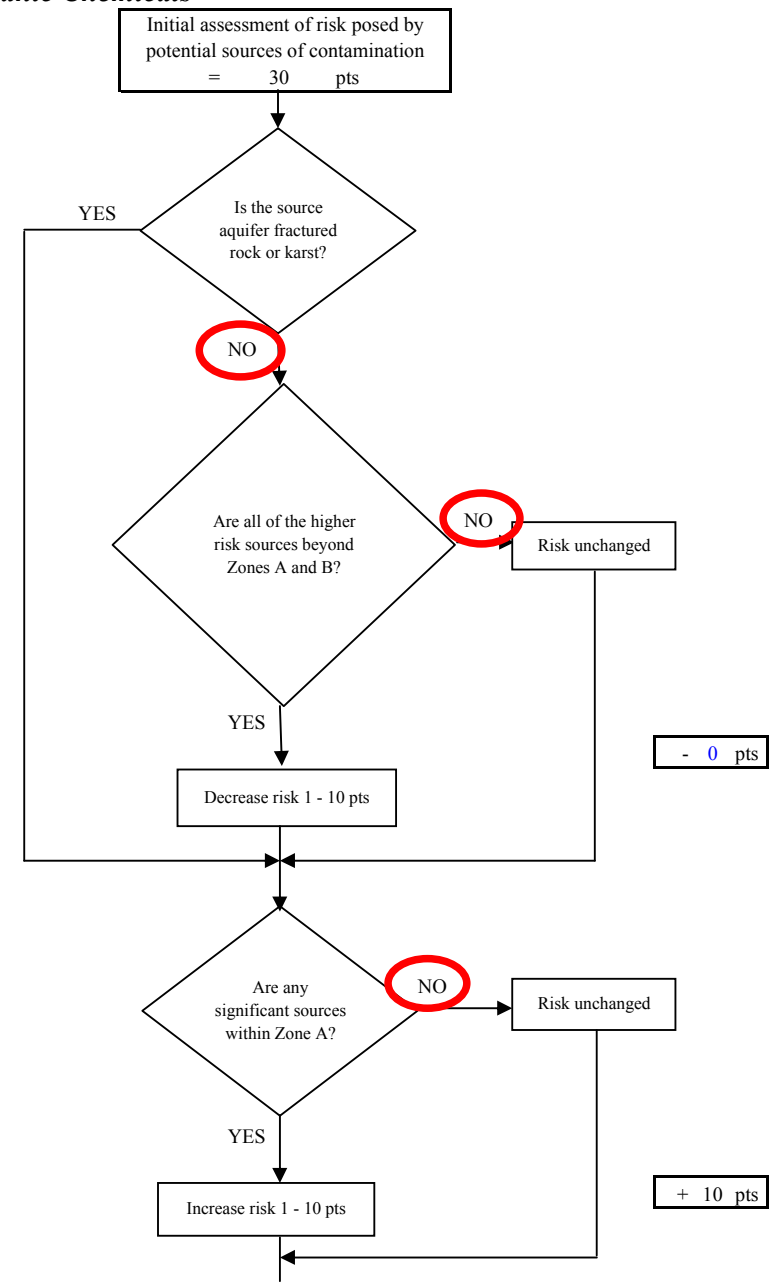 Initial assessment of risk posed by
potential sources of contamination
= 30 pts
YES
Is the source
aquifer fractured
rock or karst?
NO
Are all of the higher
risk sources beyond
Zones A and B?
NO
Risk unchanged
YES
- 0 pts
Decrease risk 1 - 10 pts
Are any
significant sources
within Zone A?
NO
Risk unchanged
YES
+ 10 pts
Increase risk 1 - 10 pts